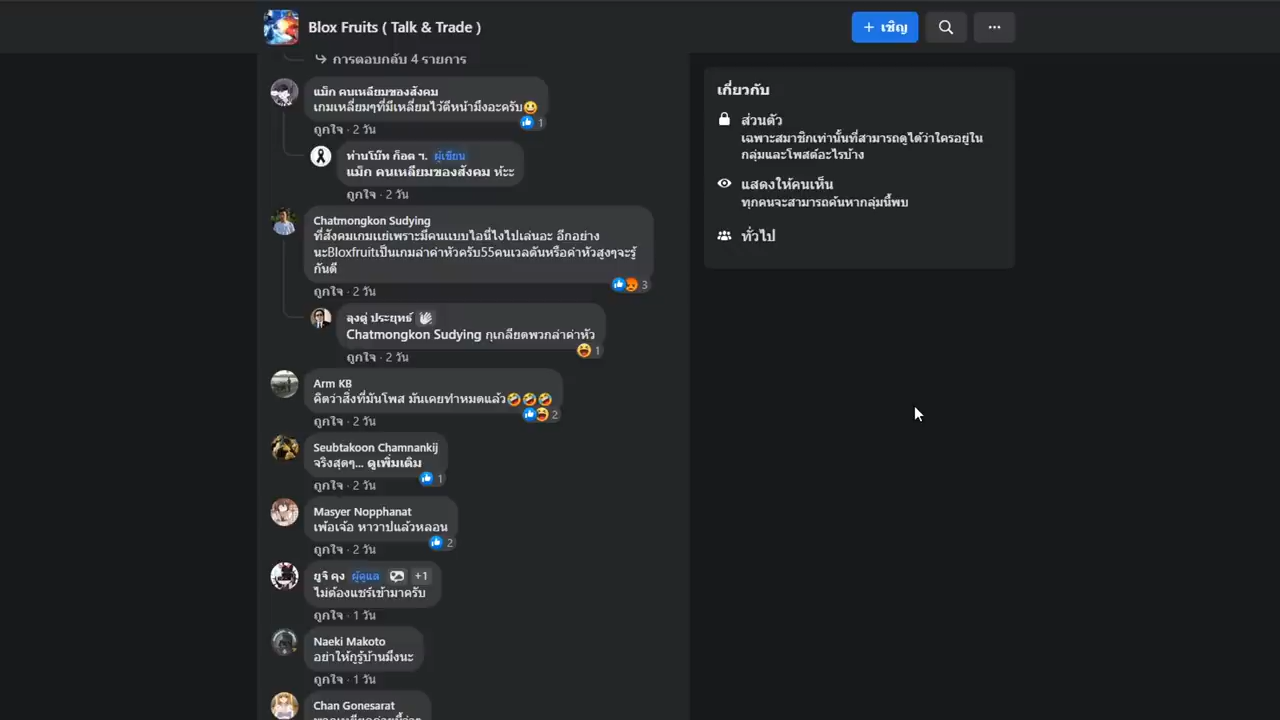 Blox Fruits ( Talk & Trade )
+ เชิญ
การตอบกลับ 4 รายการ
แม็ก คนเหลี่ยมของสังคม
เกมเหลี่ยมๆที่มีเหลี่ยมไว้ตีหน้ามึงอะครับ😀
1
ถูกใจ · 2 วัน
ท่านโบ๊ท ก็อต ฯ. ผู้เขียน
แม็ก คนเหลี่ยมของสังคม ห๊ะะ
ถูกใจ · 2 วัน
Chatmongkon Sudying
ที่สังคมเกมแย่เพราะมีคนแบบไอนี่ไงไปเล่นอะ อีกอย่าง
นะBloxfruitเป็นเกมล่าค่าหัวครับ55คนเวลตันหรือค่าหัวสูงๆจะรู้
กันดี
3
ถูกใจ · 2 วัน
ลุงตู่ ประยุทธ์
Chatmongkon Sudying กุเกลียดพวกล่าค่าหัว
1
ถูกใจ · 2 วัน
Arm KB
คิดว่าสิ่งที่มันโพส มันเคยทำหมดแล้ว🤣🤣🤣
2
ถูกใจ · 2 วัน
Seubtakoon Chamnankij
จริงสุดๆ... ดูเพิ่มเติม
1
ถูกใจ · 2 วัน
Masyer Nopphanat
เพ้อเจ้อ หาวาปแล้วหลอน
2
ถูกใจ · 2 วัน
ยูจิ คุง ผู้ดูแล +1
ไม่ต้องแชร์เข้ามาครับ
ถูกใจ · 1 วัน
Naeki Makoto
อย่าให้กูรู้บ้านมึงนะ
ถูกใจ · 1 วัน
Chan Gonesarat
เกี่ยวกับ
ส่วนตัว
เฉพาะสมาชิกเท่านั้นที่สามารถดูได้ว่าใครอยู่ใน
กลุ่มและโพสต์อะไรบ้าง
แสดงให้คนเห็น
ทุกคนจะสามารถค้นหากลุ่มนี้พบ
ทั่วไป